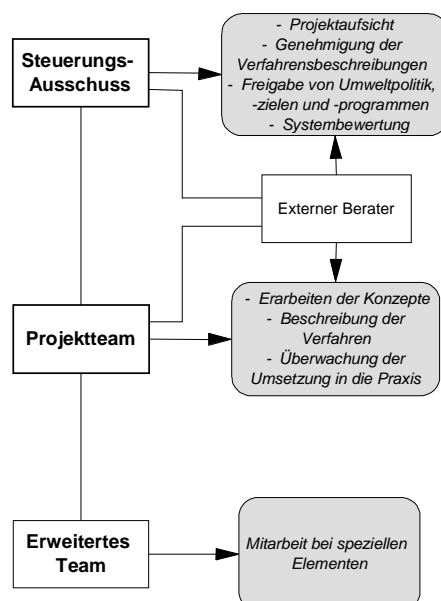 Steuerungs-
Ausschuss
- Projektaufsicht
- Genehmigung der
Verfahrensbeschreibungen
- Freigabe von Umweltpolitik,
-zielen und -programmen
- Systembewertung
Externer Berater
Projektteam
- Erarbeiten der Konzepte
- Beschreibung der
Verfahren
- Überwachung der
Umsetzung in die Praxis
Erweitertes
Team
Mitarbeit bei speziellen
Elementen